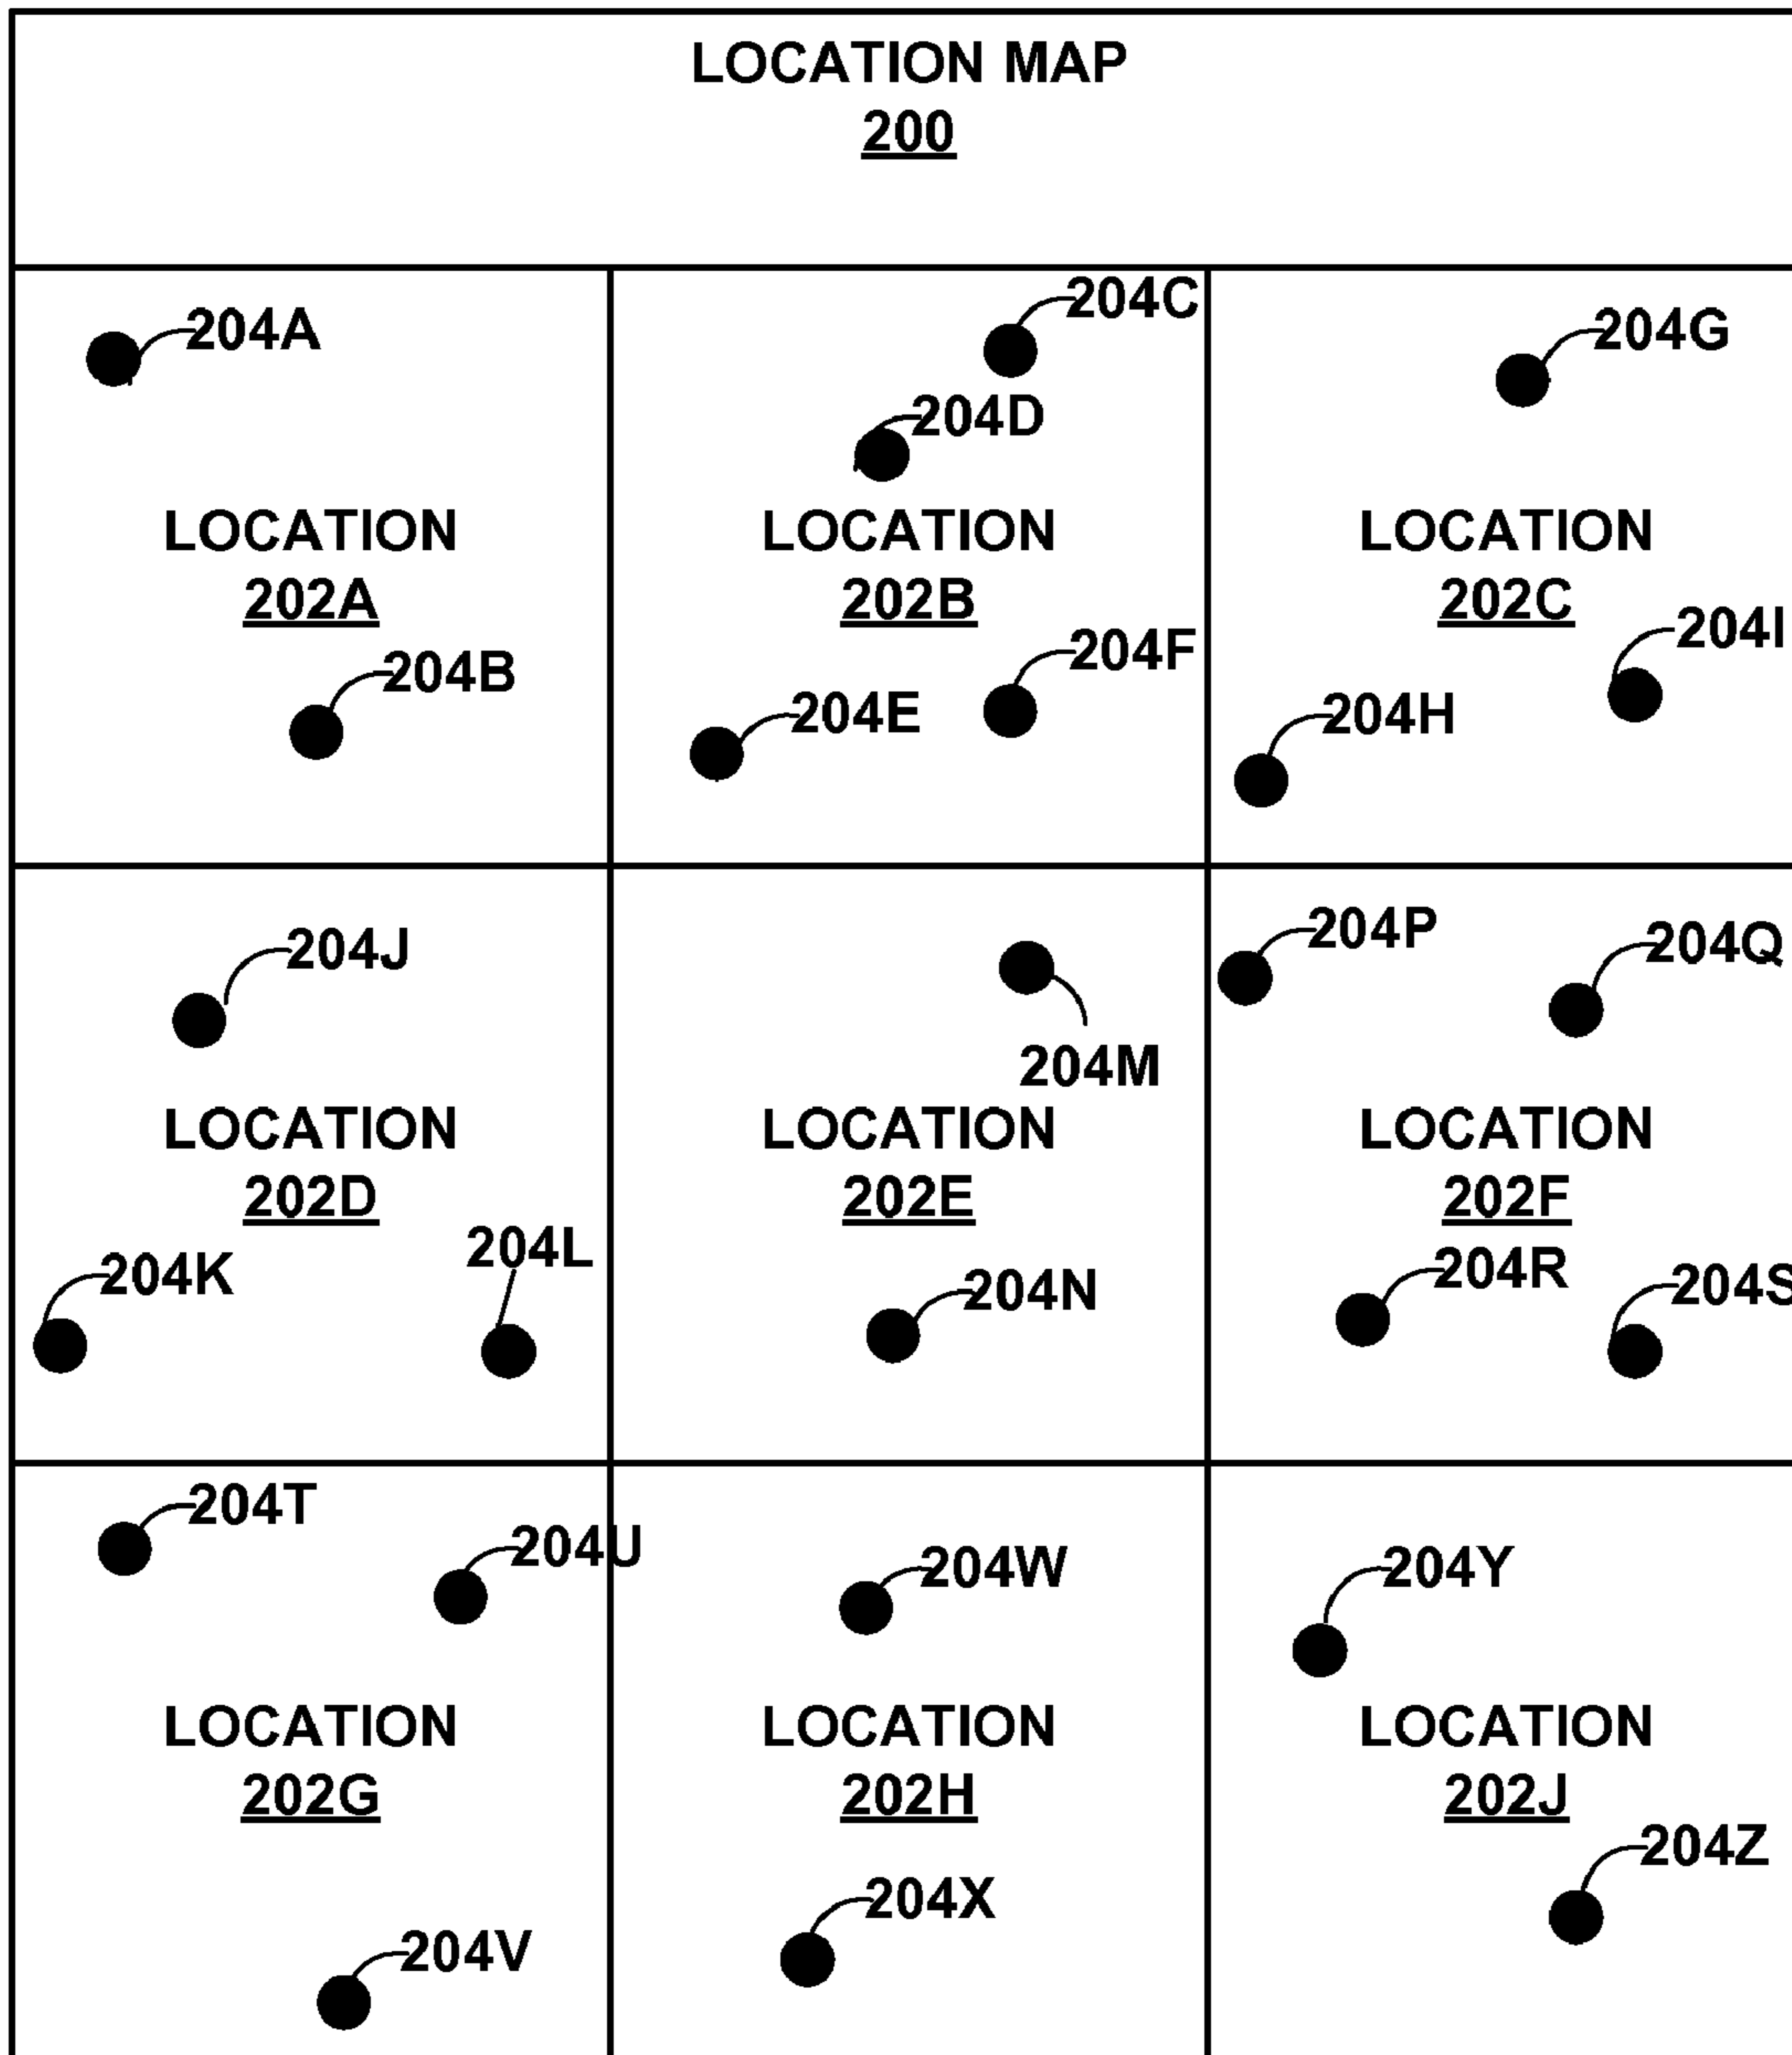 LOCATION MAP
200
204A
204B
LOCATION
202A
204C
204D
LOCATION
202B
204E
204F
204G
LOCATION
202C
204I
204H
204J
LOCATION
202D
204K
204L
204M
LOCATION
202E
204N
204P
204Q
LOCATION
202F
204R
204S
204T
204U
LOCATION
202G
204V
204W
LOCATION
202H
204X
204Y
LOCATION
202J
204Z